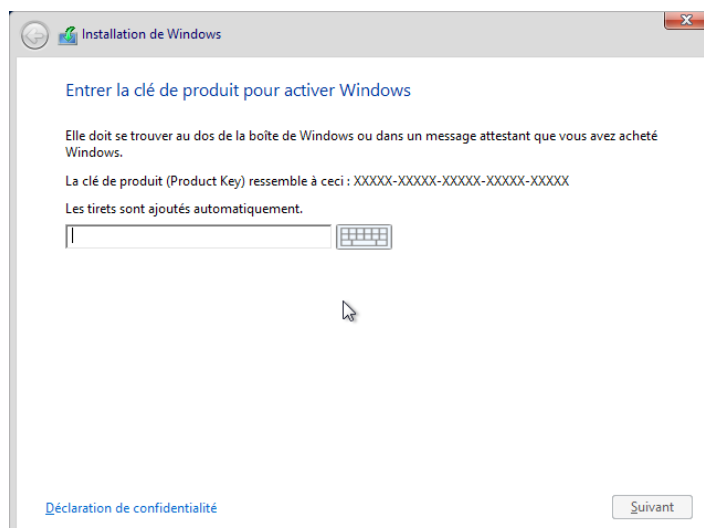 Installation de Windows
Entrer la clé de produit pour activer Windows
Elle doit se trouver au dos de la boîte de Windows ou dans un message attestant que vous avez acheté
Windows.
La clé de produit (Product Key) ressemble à ceci : XXXXX-XXXXX-XXXXX-XXXXX-XXXXX
Les tirets sont ajoutés automatiquement.
Déclaration de confidentialité
Suivant